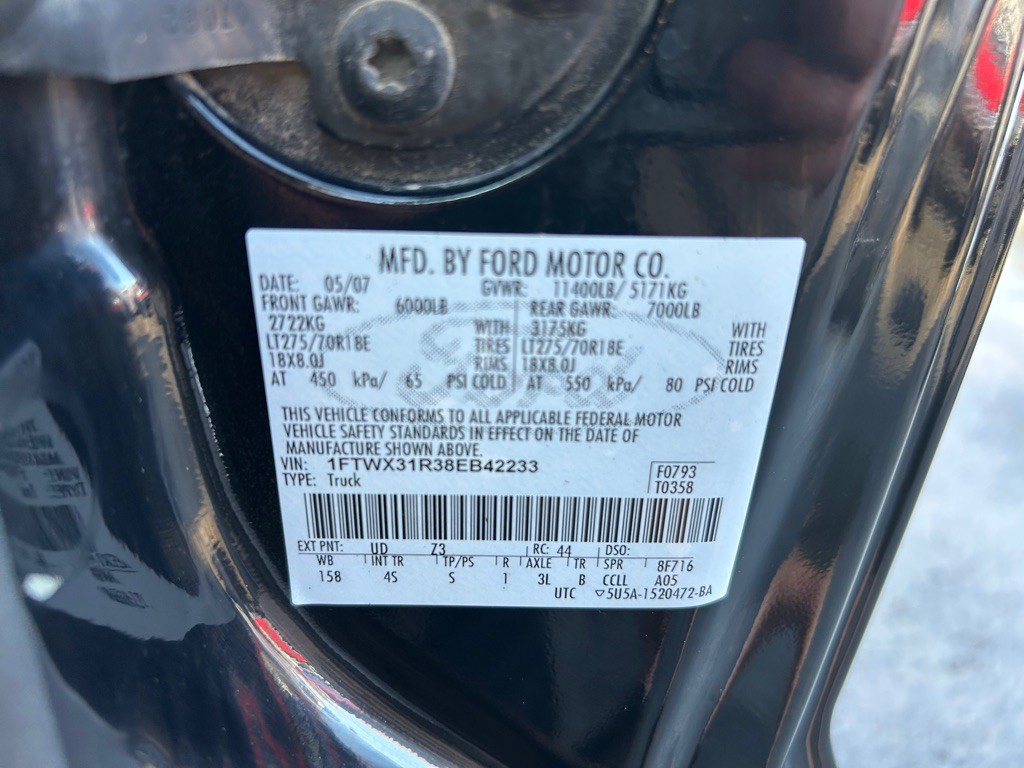 MFD. BY FORD MOTOR CO.
DATE: 05/07 GVWR: 11400LB/ 5171KG
FRONT GAWR: 6000LB REAR GAWR: 7000LB
2722KG WITH 3175KG WITH
LT275/70R18E TIRES LT275/70R18E TIRES
18X8.0J RIMS 18X8.0J RIMS
AT 450 kPa/ 65 PSI COLD AT 550 kPa/ 80 PSI COLD
THIS VEHICLE CONFORMS TO ALL APPLICABLE FEDERAL MOTOR
VEHICLE SAFETY STANDARDS IN EFFECT ON THE DATE OF
MANUFACTURE SHOWN ABOVE.
VIN: 1FTWX31R38EB42233 F0793
TYPE: Truck T0358
EXT PNT: UD Z3 RC: 44 DSO:
WB INT TR TP/PS R AXLE TR SPR 8F716
158 4S S 1 3L B CCLL A05
UTC ▽5U5A-1520472-BA